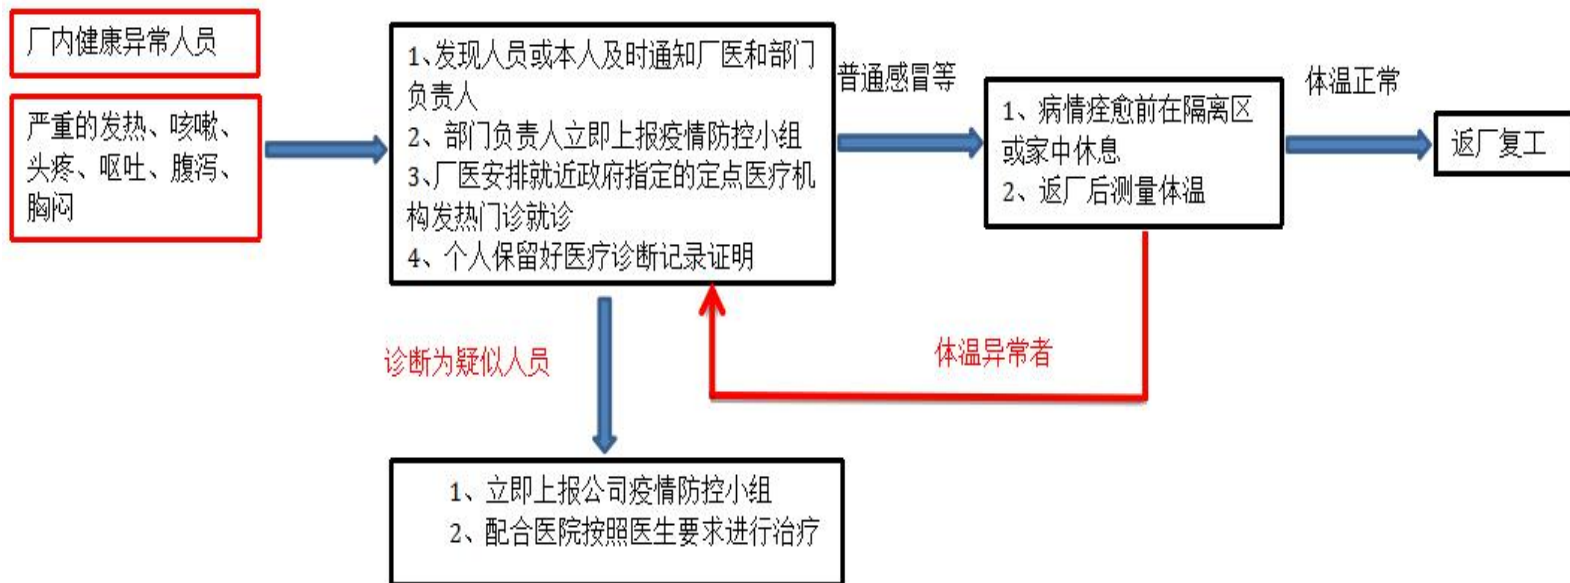 厂内健康异常人员
严重的发热、咳嗽、
头疼、呕吐、腹泻、
胸闷
1、发现人员或本人及时通知厂医和部门
负责人
2、部门负责人立即上报疫情防控小组
3、厂医安排就近政府指定的定点医疗机
构发热门诊就诊
4、个人保留好医疗诊断记录证明
普通感冒等
1、病情痊愈前在隔离区
或家中休息
2、返厂后测量体温
体温正常
返厂复工
诊断为疑似人员
体温异常者
1、立即上报公司疫情防控小组
2、配合医院按照医生要求进行治疗